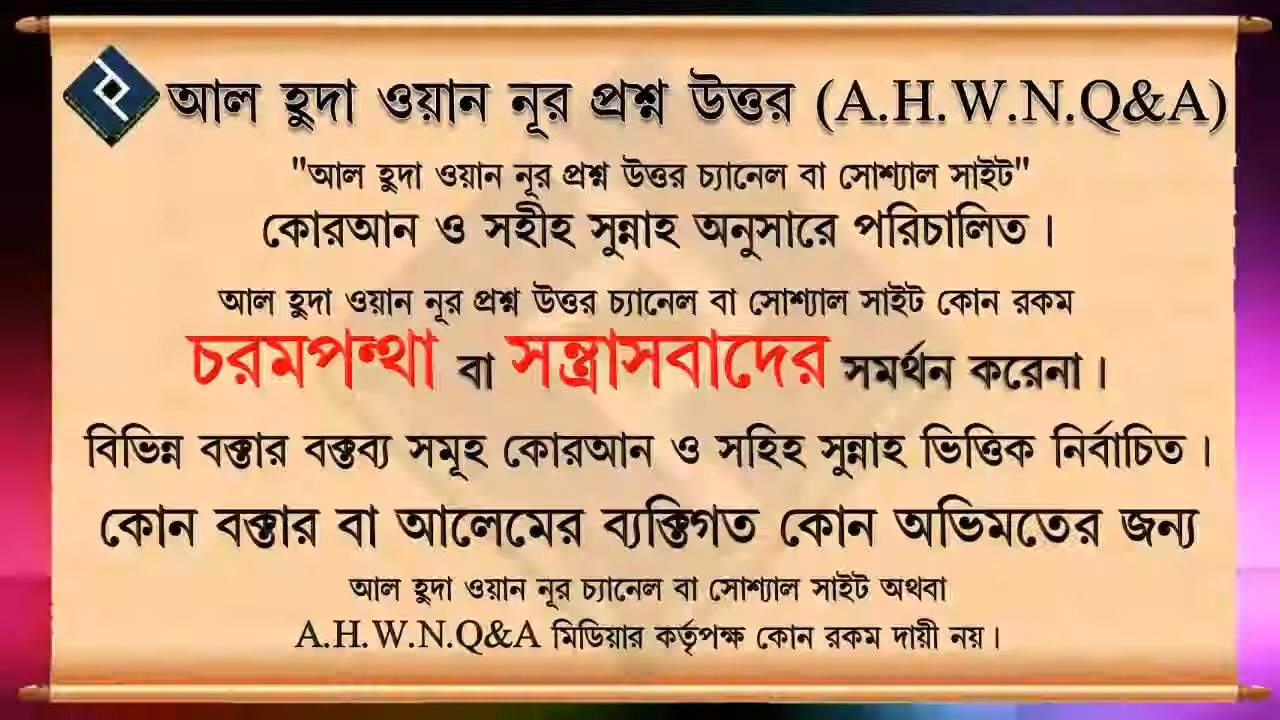 আল হুদা ওয়ান নূর প্রশ্ন উত্তর (A.H.W.N.Q&A)
"আল হুদা ওয়ান নূর প্রশ্ন উত্তর চ্যানেল বা সোশ্যাল সাইট"
কোরআন ও সহীহ সুন্নাহ অনুসারে পরিচালিত।
আল হুদা ওয়ান নূর প্রশ্ন উত্তর চ্যানেল বা সোশ্যাল সাইট কোন রকম
চরমপন্থা বা সন্ত্রাসবাদের সমর্থন করেনা।
বিভিন্ন বক্তার বক্তব্য সমূহ কোরআন ও সহিহ সুন্নাহ ভিত্তিক নির্বাচিত।
কোন বক্তার বা আলেমের ব্যক্তিগত কোন অভিমতের জন্য
আল হুদা ওয়ান নূর চ্যানেল বা সোশ্যাল সাইট অথবা
A.H.W.N.Q&A মিডিয়ার কর্তৃপক্ষ কোন রকম দায়ী নয়।